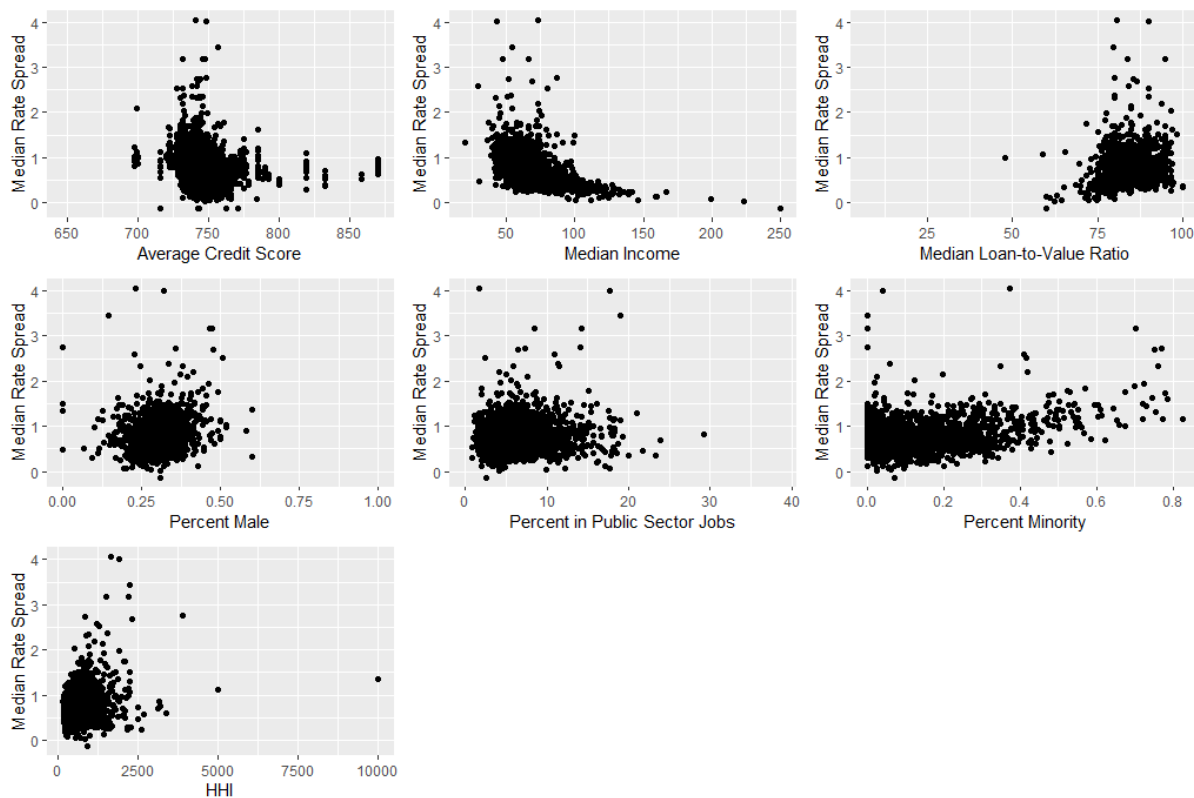 Median Rate Spread
4
3
2
1
0
650 700 750 800 850
Average Credit Score
Median Rate Spread
4
3
2
1
0
50 100 150 200 250
Median Income
Median Rate Spread
4
3
2
1
0
25 50 75 100
Median Loan-to-Value Ratio
Median Rate Spread
4
3
2
1
0
0.00 0.25 0.50 0.75 1.00
Percent Male
Median Rate Spread
4
3
2
1
0
0 10 20 30 40
Percent in Public Sector Jobs
Median Rate Spread
4
3
2
1
0
0.0 0.2 0.4 0.6 0.8
Percent Minority
Median Rate Spread
4
3
2
1
0
0 2500 5000 7500 10000
HHI